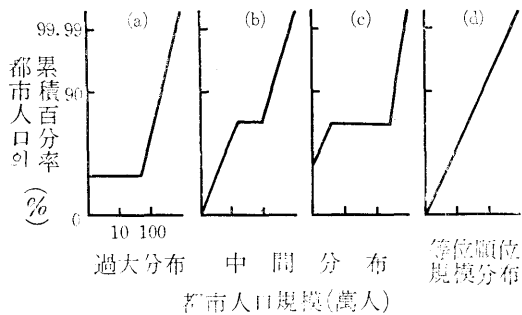 (a) (b) (c) (d)
99.99
90
0
都市人口의
累積百分率
(%)
10 100
過大分布
中間分布
等位順位
規模分布
都市人口規模(萬人)